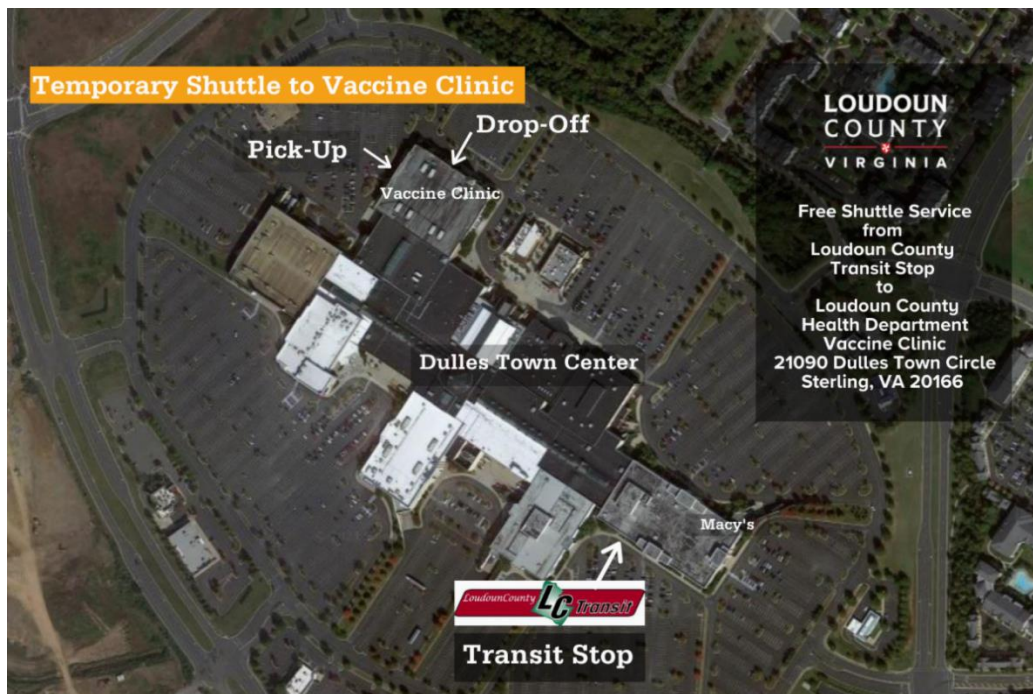 Temporary Shuttle to Vaccine Clinic
Drop-Off
Pick-Up
Vaccine Clinic
Dulles Town Center
Macy's
LoudounCounty LC Transit
Transit Stop
LOUDOUN
COUNTY
VIRGINIA
Free Shuttle Service
from
Loudoun County
Transit Stop
to
Loudoun County
Health Department
Vaccine Clinic
21090 Dulles Town Circle
Sterling, VA 20166